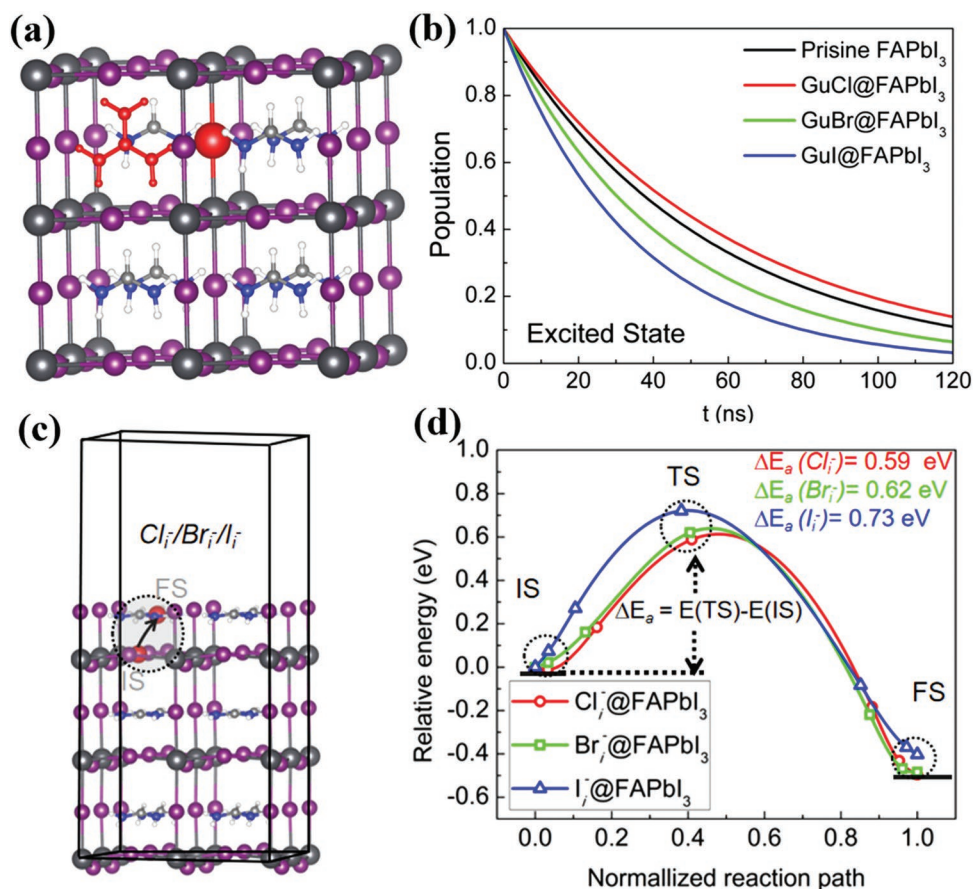 (a)
(b)
1.0
0.8
0.6
0.4
0.2
0.0
Population
Prisine FAPbI₃
GuCl@FAPbI₃
GuBr@FAPbI₃
GuI@FAPbI₃
Excited State
0 20 40 60 80 100 120
t (ns)
(c)
Clᵢ⁻/Brᵢ⁻/Iᵢ⁻
FS
IS
(d)
1.0
0.8
0.6
0.4
0.2
0.0
-0.2
-0.4
-0.6
Relative energy (eV)
TS
ΔEₐ (Clᵢ⁻)= 0.59 eV
ΔEₐ (Brᵢ⁻)= 0.62 eV
ΔEₐ (Iᵢ⁻)= 0.73 eV
IS
ΔEₐ = E(TS)-E(IS)
FS
Clᵢ⁻@FAPbI₃
Brᵢ⁻@FAPbI₃
Iᵢ⁻@FAPbI₃
0.0 0.2 0.4 0.6 0.8 1.0
Normallized reaction path